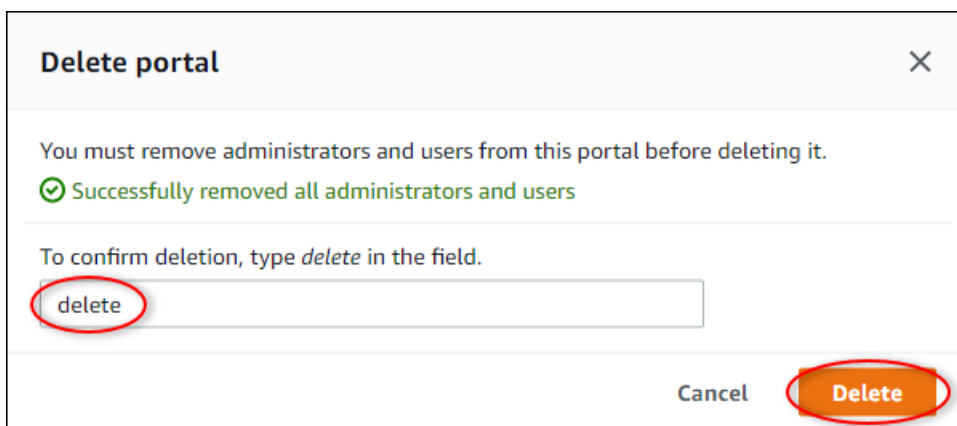 Delete portal
You must remove administrators and users from this portal before deleting it.
Successfully removed all administrators and users
To confirm deletion, type delete in the field.
delete
Cancel
Delete